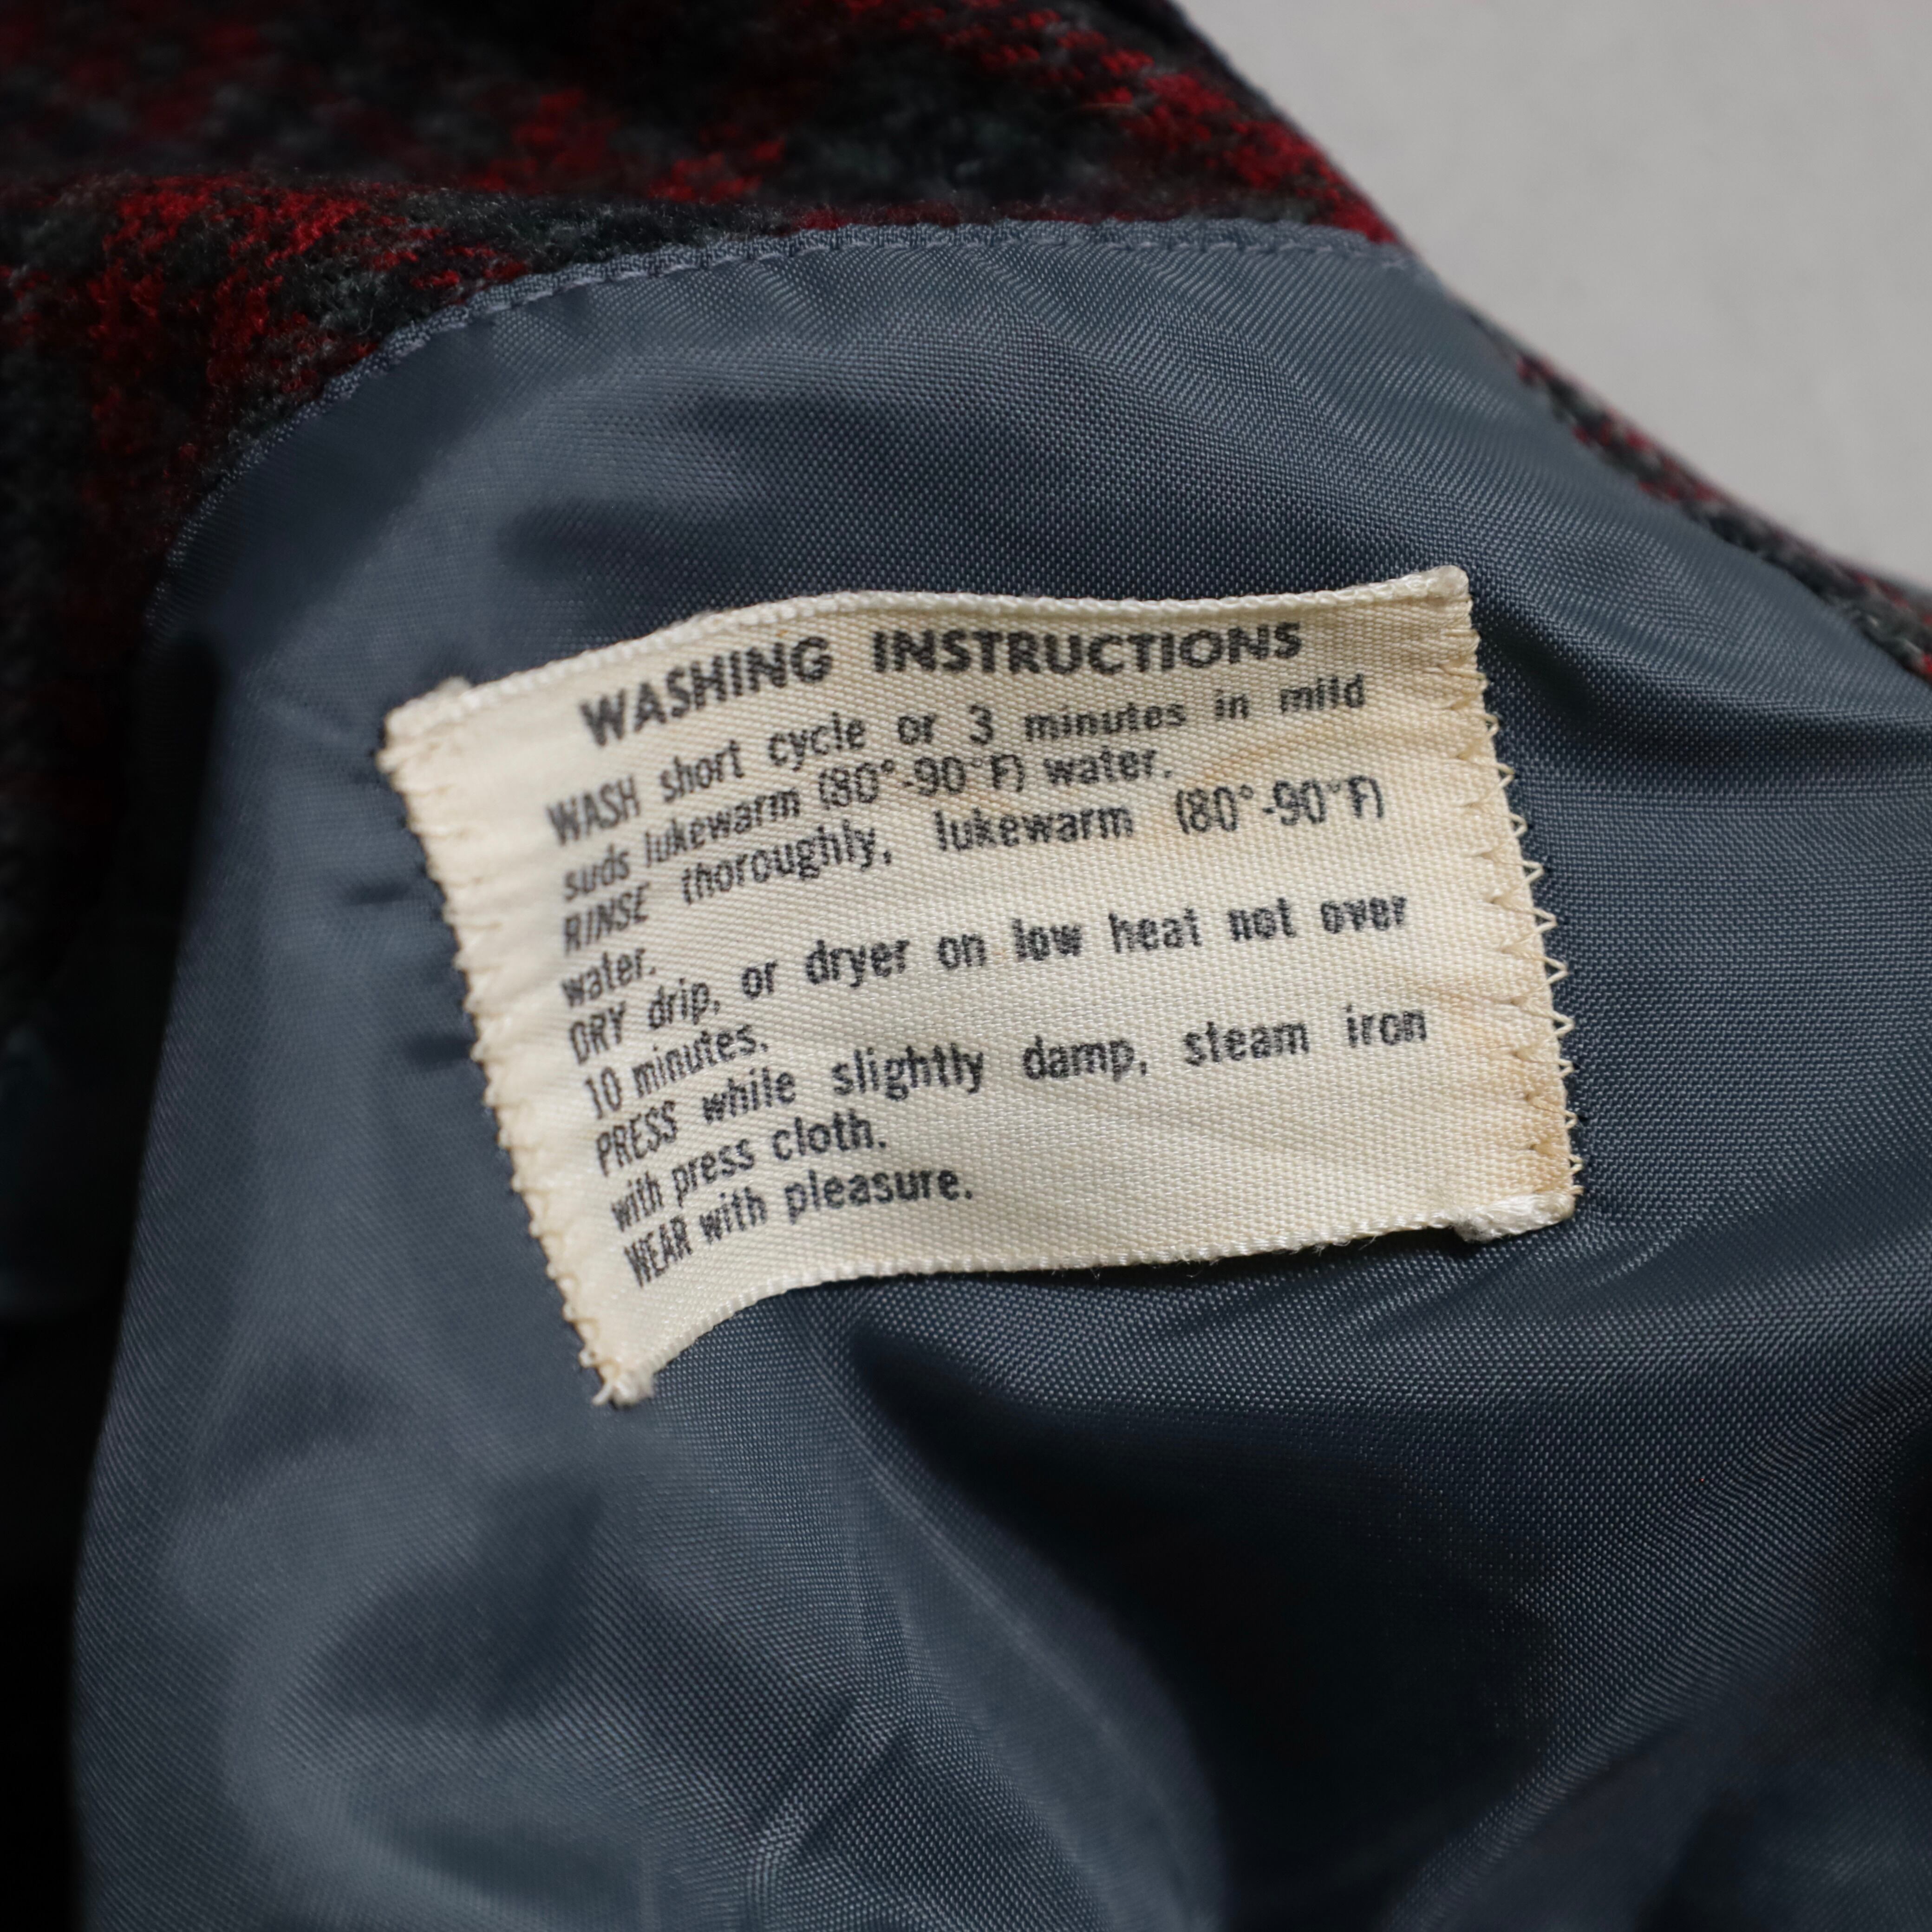 WASHING INSTRUCTIONS
WASH short cycle or 3 minutes in mild
suds lukewarm (80°-90°F) water.
RINSE thoroughly, lukewarm (80°-90°F)
water.
DRY drip, or dryer on low heat not over
10 minutes.
PRESS while slightly damp, steam iron
with press cloth.
WEAR with pleasure.